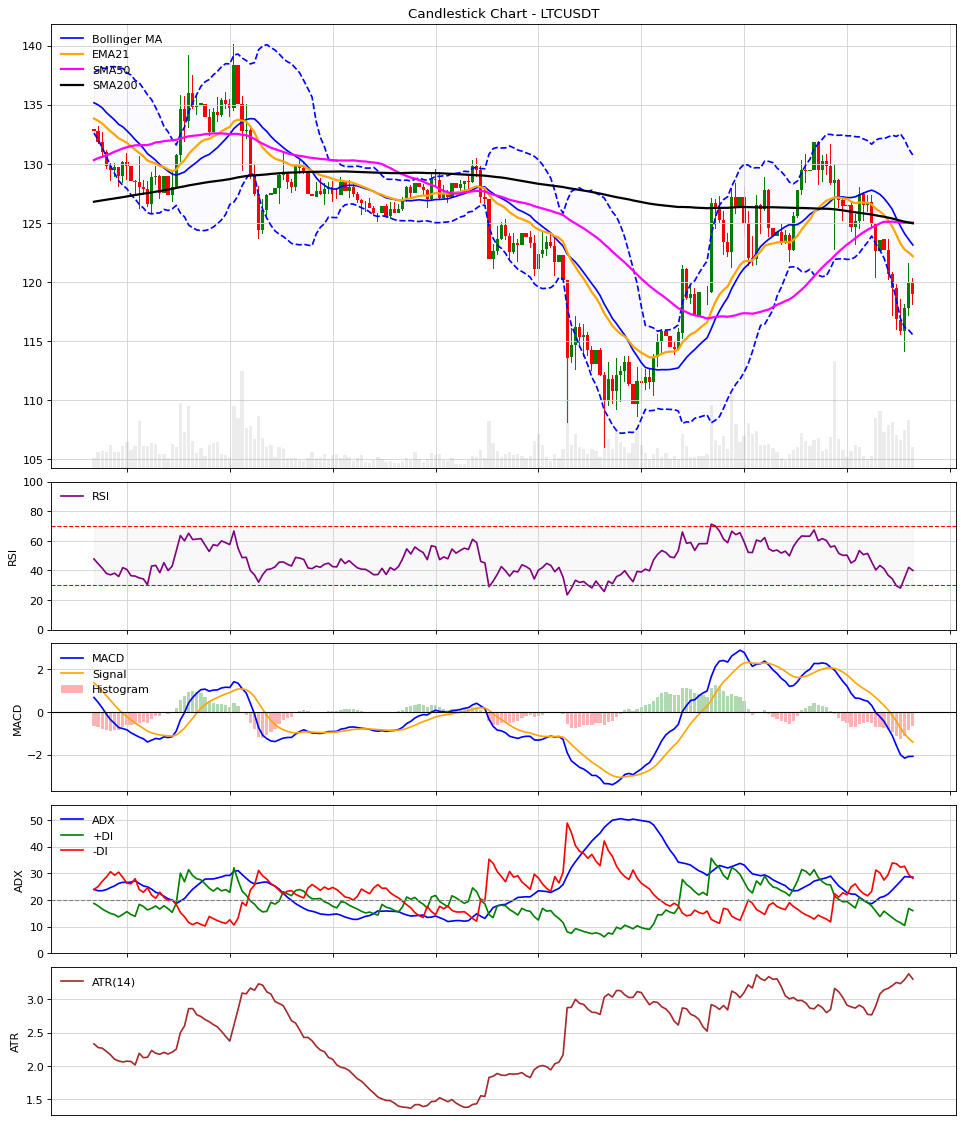 Candlestick Chart - LTCUSDT
Bollinger MA
EMA21
SMA50
SMA200
140
135
130
125
120
115
110
105
RSI
100
80
60
40
20
0
RSI
MACD
Signal
Histogram
2
0
−2
MACD
ADX
+DI
-DI
50
40
30
20
10
0
ADX
ATR(14)
3.0
2.5
2.0
1.5
ATR